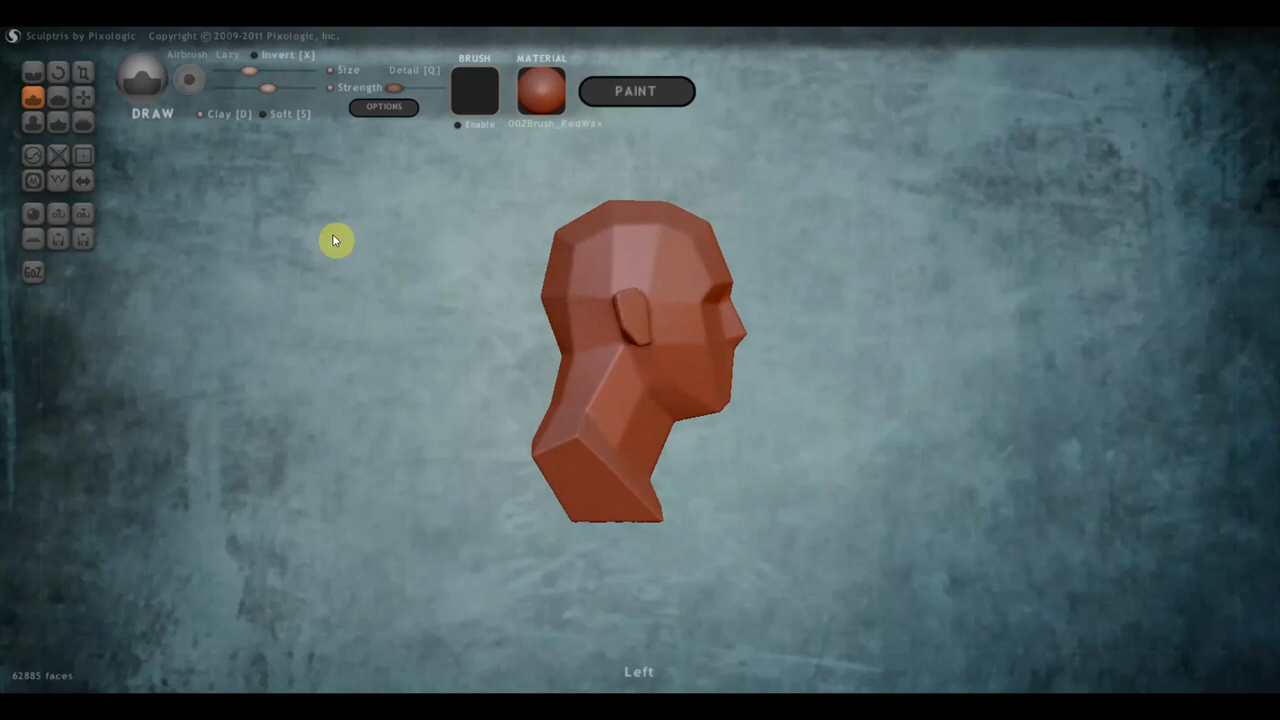 Sculptris by Pixologic Copyright ©2009-2011 Pixologic, Inc.
Airbrush Lazy Invert [X]
Size Detail [Q]
Strength
OPTIONS
DRAW Clay [D] Soft [S]
BRUSH MATERIAL
Enable 00ZBrush_RedWax
PAINT
GoZ
62885 faces
Left